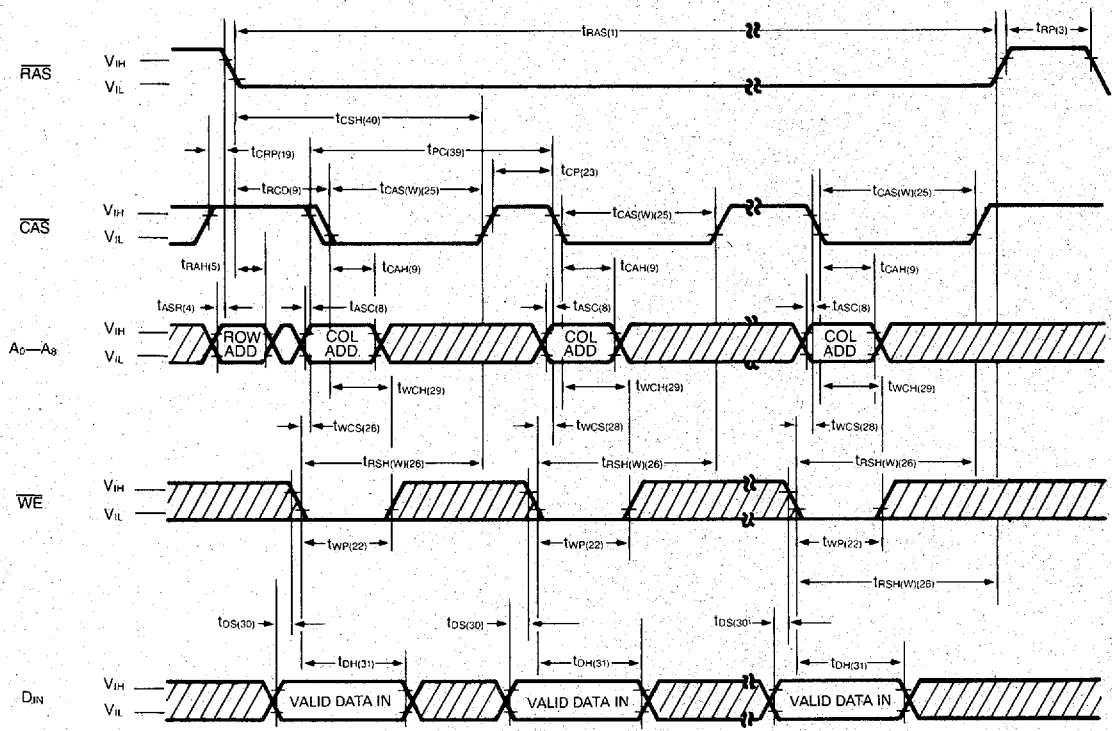 tRAS(1) tRP(3)
RAS VIH
VIL
tCSH(40)
tCRP(19) tPC(39) tCP(23)
tRCD(9) tCAS(W)(25) tCAS(W)(25) tCAS(W)(25)
CAS VIH
VIL
tRAH(5) tCAH(9) tCAH(9) tCAH(9)
tASR(4) tASC(8) tASC(8) tASC(8)
A0—A8 VIH
VIL
ROW ADD
COL ADD.
COL ADD
COL ADD
tWCH(29) tWCH(29) tWCH(29)
tWCS(28) tWCS(28) tWCS(28)
tRSH(W)(26) tRSH(W)(26) tRSH(W)(26)
WE VIH
VIL
tWP(22) tWP(22) tWP(22)
tRSH(W)(26)
tDS(30) tDS(30) tDS(30)
tDH(31) tDH(31) tDH(31)
DIN VIH
VIL
VALID DATA IN VALID DATA IN VALID DATA IN